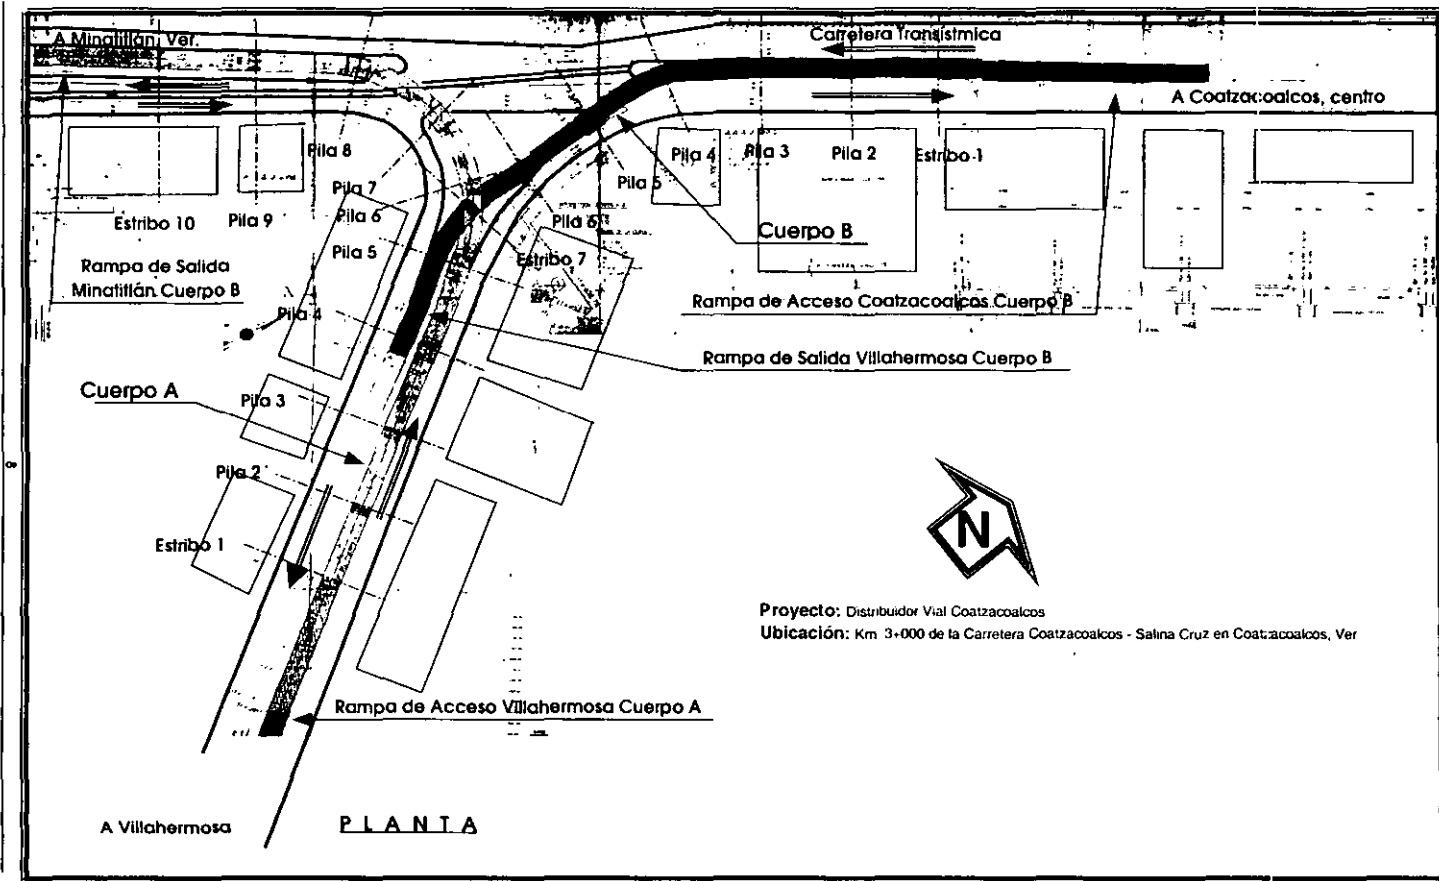 A Minatitlán, Ver.
Carretera Transístmica
A Coatzacoalcos, centro
Pila 8
Pila 4
Pila 3
Pila 2
Estribo 1
Pila 7
Pila 5
Estribo 10
Pila 9
Pila 6
Pila 6
Cuerpo B
Pila 5
Estribo 7
Rampa de Salida
Minatitlán Cuerpo B
Rampa de Acceso Coatzacoalcos Cuerpo B
Pila 4
Rampa de Salida Villahermosa Cuerpo B
Cuerpo A
Pila 3
Pila 2
Estribo 1
N
Proyecto: Distribuidor Vial Coatzacoalcos
Ubicación: Km 3+000 de la Carretera Coatzacoalcos - Salina Cruz en Coatzacoalcos, Ver
Rampa de Acceso Villahermosa Cuerpo A
A Villahermosa
PLANTA